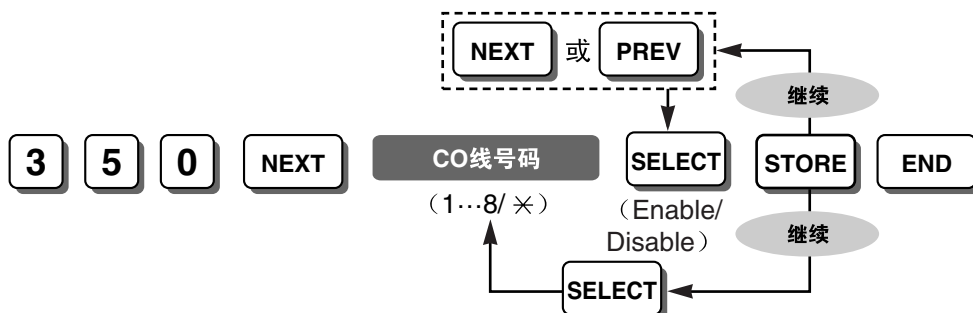 NEXT 或 PREV
继续
3 5 0 NEXT CO线号码 SELECT STORE END
(1…8/ ✳) (Enable/
Disable)
继续
SELECT